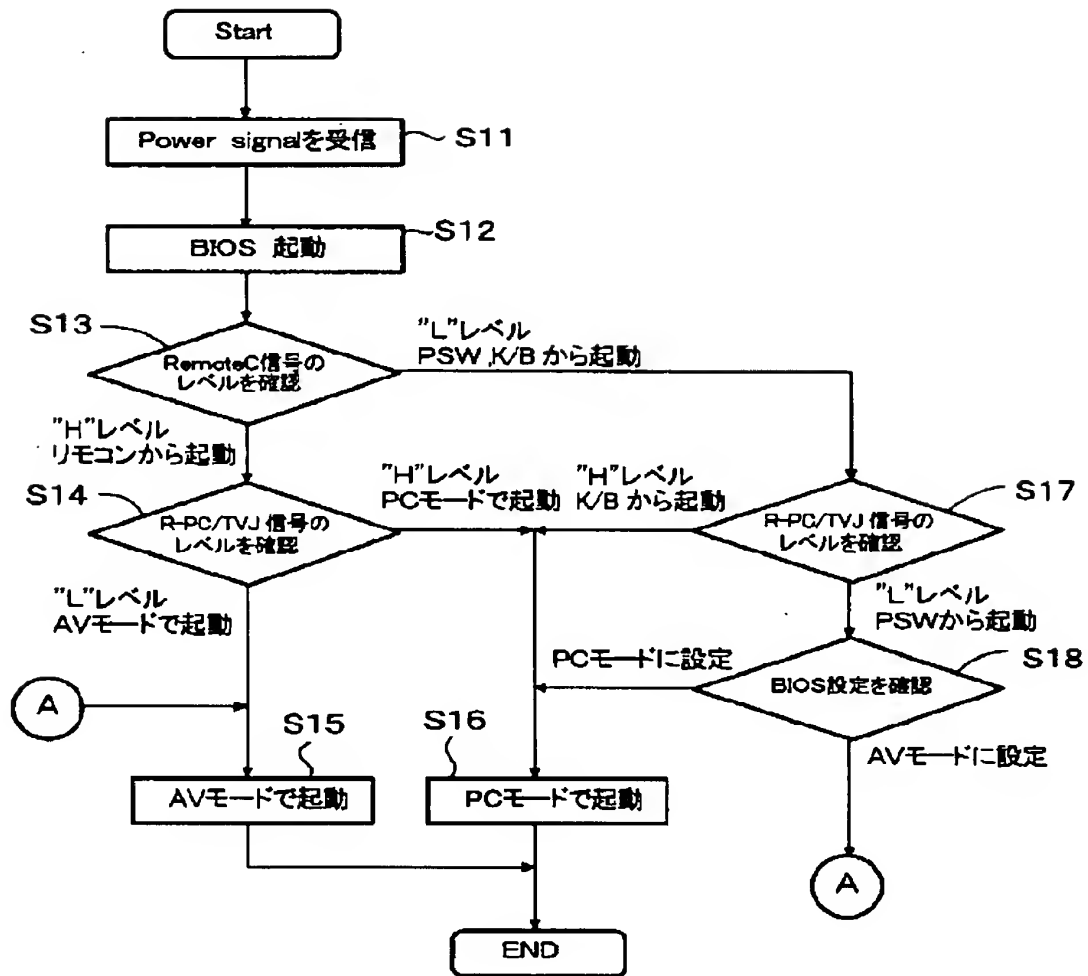 Start
Power signalを受信
S11
BIOS 起動
S12
S13
RemoteC信号の
レベルを確認
"L"レベル
PSW,K/B から起動
"H"レベル
リモコンから起動
S14
R-PC/TVJ 信号の
レベルを確認
"H"レベル
PCモードで起動
"H"レベル
K/B から起動
S17
R-PC/TVJ 信号の
レベルを確認
"L"レベル
AVモードで起動
"L"レベル
PSWから起動
PCモードに設定
S18
BIOS設定を確認
A
S15
AVモードで起動
S16
PCモードで起動
AVモードに設定
A
END